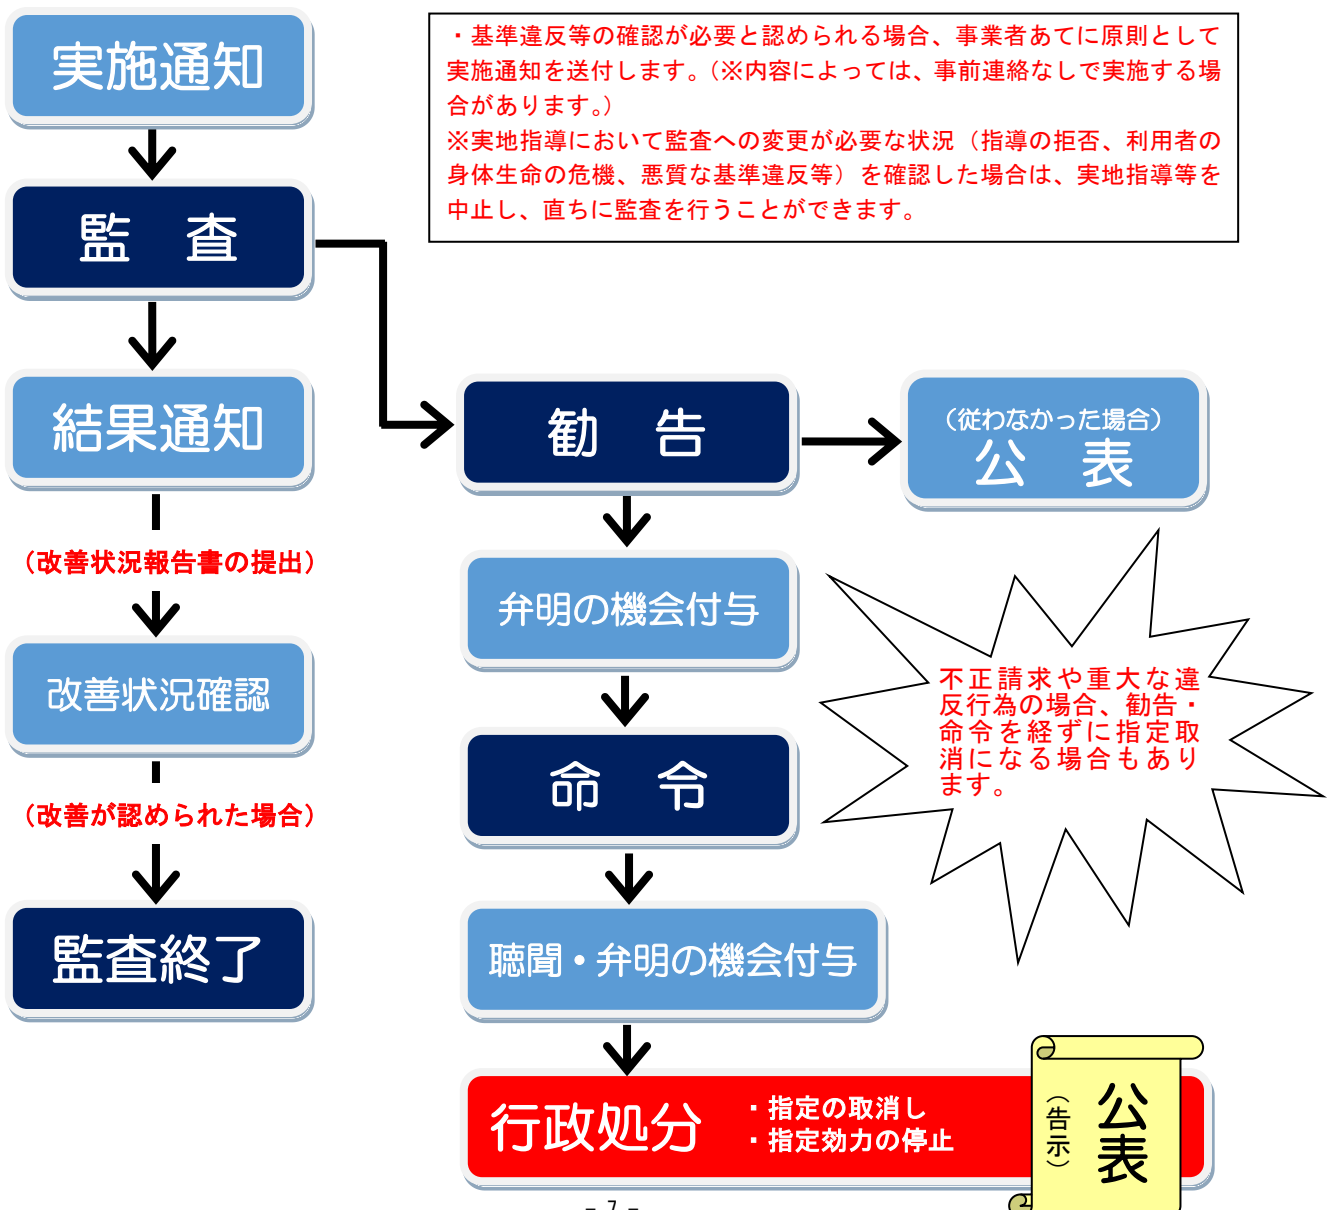 実施通知
・基準違反等の確認が必要と認められる場合、事業者あてに原則として
実施通知を送付します。（※内容によっては、事前連絡なしで実施する場
合があります。）
※実地指導において監査への変更が必要な状況（指導の拒否、利用者の
身体生命の危機、悪質な基準違反等）を確認した場合は、実地指導等を
中止し、直ちに監査を行うことができます。
監　査
結果通知
（改善状況報告書の提出）
改善状況確認
（改善が認められた場合）
監査終了
勧　告
（従わなかった場合）
公　表
弁明の機会付与
命　令
聴聞・弁明の機会付与
不正請求や重大な違
反行為の場合、勧告・
命令を経ずに指定取
消になる場合もあり
ます。
行政処分
・指定の取消し
・指定効力の停止
公表
（告示）
－ 7 －